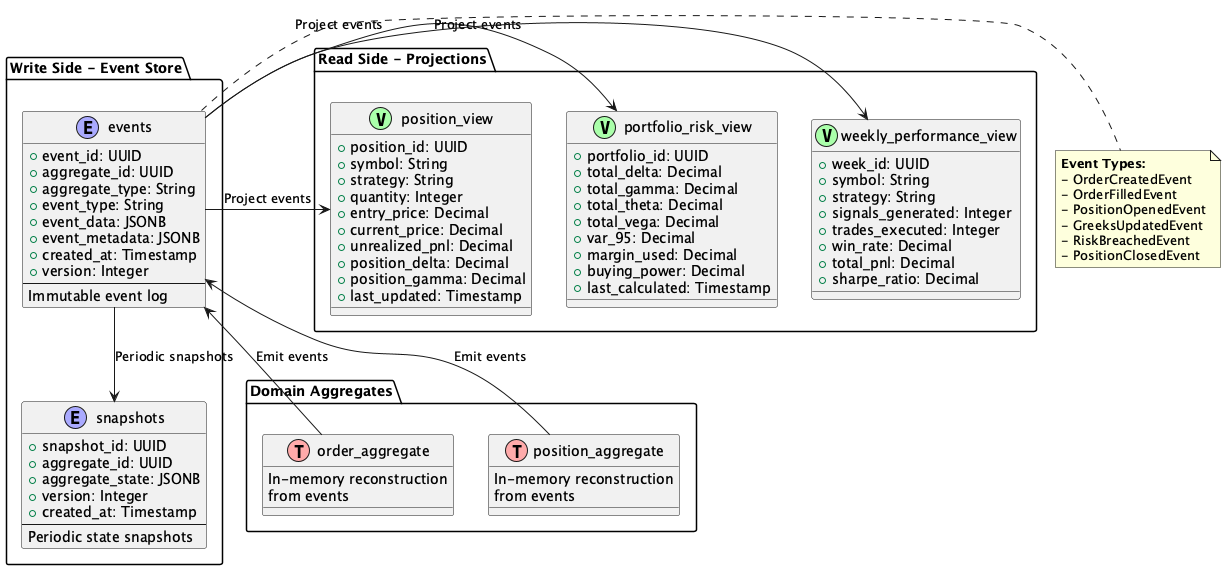 Project events
Project events
Write Side – Event Store
E events
event_id: UUID
aggregate_id: UUID
aggregate_type: String
event_type: String
event_data: JSONB
event_metadata: JSONB
created_at: Timestamp
version: Integer
Immutable event log
Project events
Periodic snapshots
E snapshots
snapshot_id: UUID
aggregate_id: UUID
aggregate_state: JSONB
version: Integer
created_at: Timestamp
Periodic state snapshots
Read Side – Projections
V position_view
position_id: UUID
symbol: String
strategy: String
quantity: Integer
entry_price: Decimal
current_price: Decimal
unrealized_pnl: Decimal
position_delta: Decimal
position_gamma: Decimal
last_updated: Timestamp
V portfolio_risk_view
portfolio_id: UUID
total_delta: Decimal
total_gamma: Decimal
total_theta: Decimal
total_vega: Decimal
var_95: Decimal
margin_used: Decimal
buying_power: Decimal
last_calculated: Timestamp
V weekly_performance_view
week_id: UUID
symbol: String
strategy: String
signals_generated: Integer
trades_executed: Integer
win_rate: Decimal
total_pnl: Decimal
sharpe_ratio: Decimal
Event Types:
– OrderCreatedEvent
– OrderFilledEvent
– PositionOpenedEvent
– GreeksUpdatedEvent
– RiskBreachedEvent
– PositionClosedEvent
Emit events
Emit events
Domain Aggregates
T order_aggregate
In-memory reconstruction
from events
T position_aggregate
In-memory reconstruction
from events